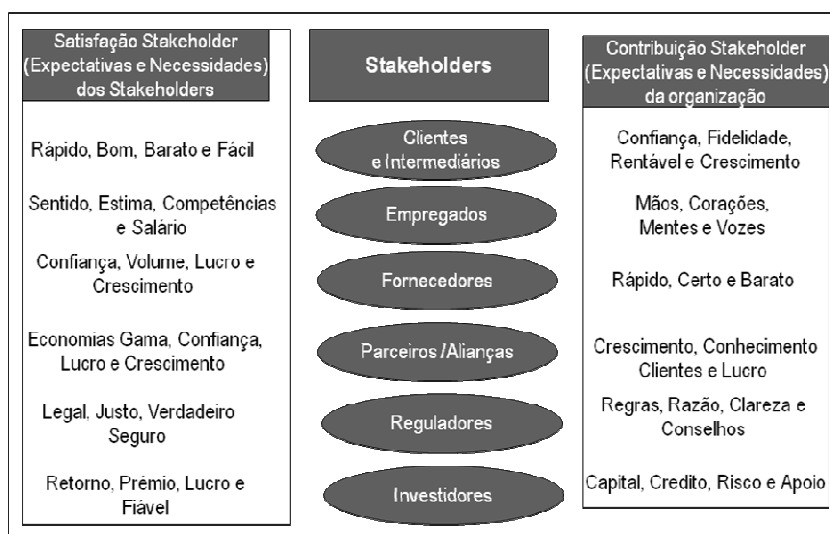 Satisfação Stakeholder
(Expectativas e Necessidades)
dos Stakeholders
Stakeholders
Contribuição Stakeholder
(Expectativas e Necessidades)
da organização
Rápido, Bom, Barato e Fácil
Clientes
e Intermediários
Confiança, Fidelidade,
Rentável e Crescimento
Sentido, Estima, Competências
e Salário
Empregados
Mãos, Corações,
Mentes e Vozes
Confiança, Volume, Lucro e
Crescimento
Fornecedores
Rápido, Certo e Barato
Economias Gama, Confiança,
Lucro e Crescimento
Parceiros /Alianças
Crescimento, Conhecimento
Clientes e Lucro
Legal, Justo, Verdadeiro
Seguro
Reguladores
Regras, Razão, Clareza e
Conselhos
Retorno, Prémio, Lucro e
Fiável
Investidores
Capital, Credito, Risco e Apoio